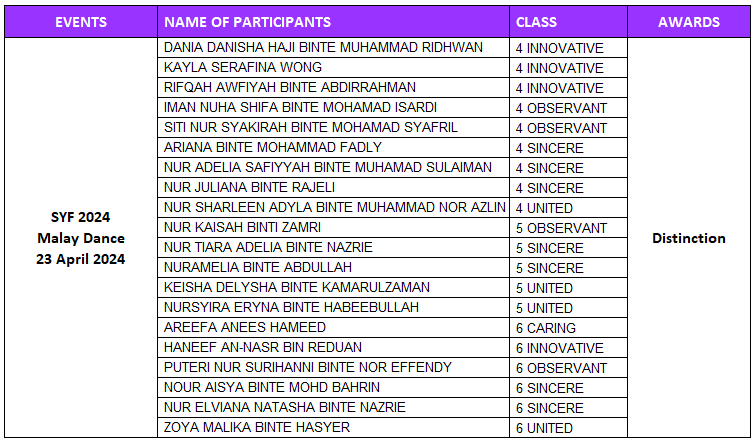 EVENTS NAME OF PARTICIPANTS CLASS AWARDS
SYF 2024
Malay Dance
23 April 2024
DANIA DANISHA HAJI BINTE MUHAMMAD RIDHWAN 4 INNOVATIVE
KAYLA SERAFINA WONG 4 INNOVATIVE
RIFQAH AWFIYAH BINTE ABDIRRAHMAN 4 INNOVATIVE
IMAN NUHA SHIFA BINTE MOHAMAD ISARDI 4 OBSERVANT
SITI NUR SYAKIRAH BINTE MOHAMAD SYAFRIL 4 OBSERVANT
ARIANA BINTE MOHAMMAD FADLY 4 SINCERE
NUR ADELIA SAFIYYAH BINTE MUHAMAD SULAIMAN 4 SINCERE
NUR JULIANA BINTE RAJELI 4 SINCERE
NUR SHARLEEN ADYLA BINTE MUHAMMAD NOR AZLIN 4 UNITED
NUR KAISAH BINTI ZAMRI 5 OBSERVANT
NUR TIARA ADELIA BINTE NAZRIE 5 SINCERE
NURAMELIA BINTE ABDULLAH 5 SINCERE
KEISHA DELYSHA BINTE KAMARULZAMAN 5 UNITED
NURSYIRA ERYNA BINTE HABEEBULLAH 5 UNITED
AREEFA ANEES HAMEED 6 CARING
HANEEF AN-NASR BIN REDUAN 6 INNOVATIVE
PUTERI NUR SURIHANNI BINTE NOR EFFENDY 6 OBSERVANT
NOUR AISYA BINTE MOHD BAHRIN 6 SINCERE
NUR ELVIANA NATASHA BINTE NAZRIE 6 SINCERE
ZOYA MALIKA BINTE HASYER 6 UNITED
Distinction